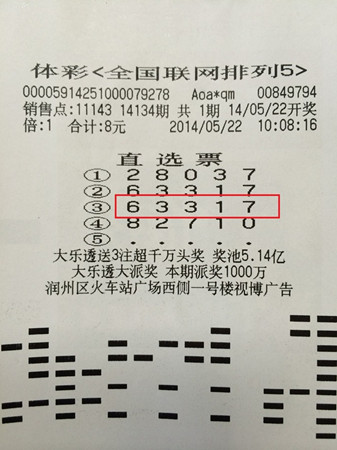 体彩<全国联网排列5>
00005914251000079278 Aoa*qm 00849794
销售点:11143 14134期 共 1期 14/05/22开奖
倍:1 合计:8元 2014/05/22 10:08:16
直选票
① 2 8 0 3 7
② 6 3 3 1 7
③ 6 3 3 1 7
④ 8 2 7 1 0
⑤ . . . . .
大乐透送3注超千万头奖 奖池5.14亿
大乐透大派奖 本期派奖1000万
润州区火车站广场西侧一号楼视博广告